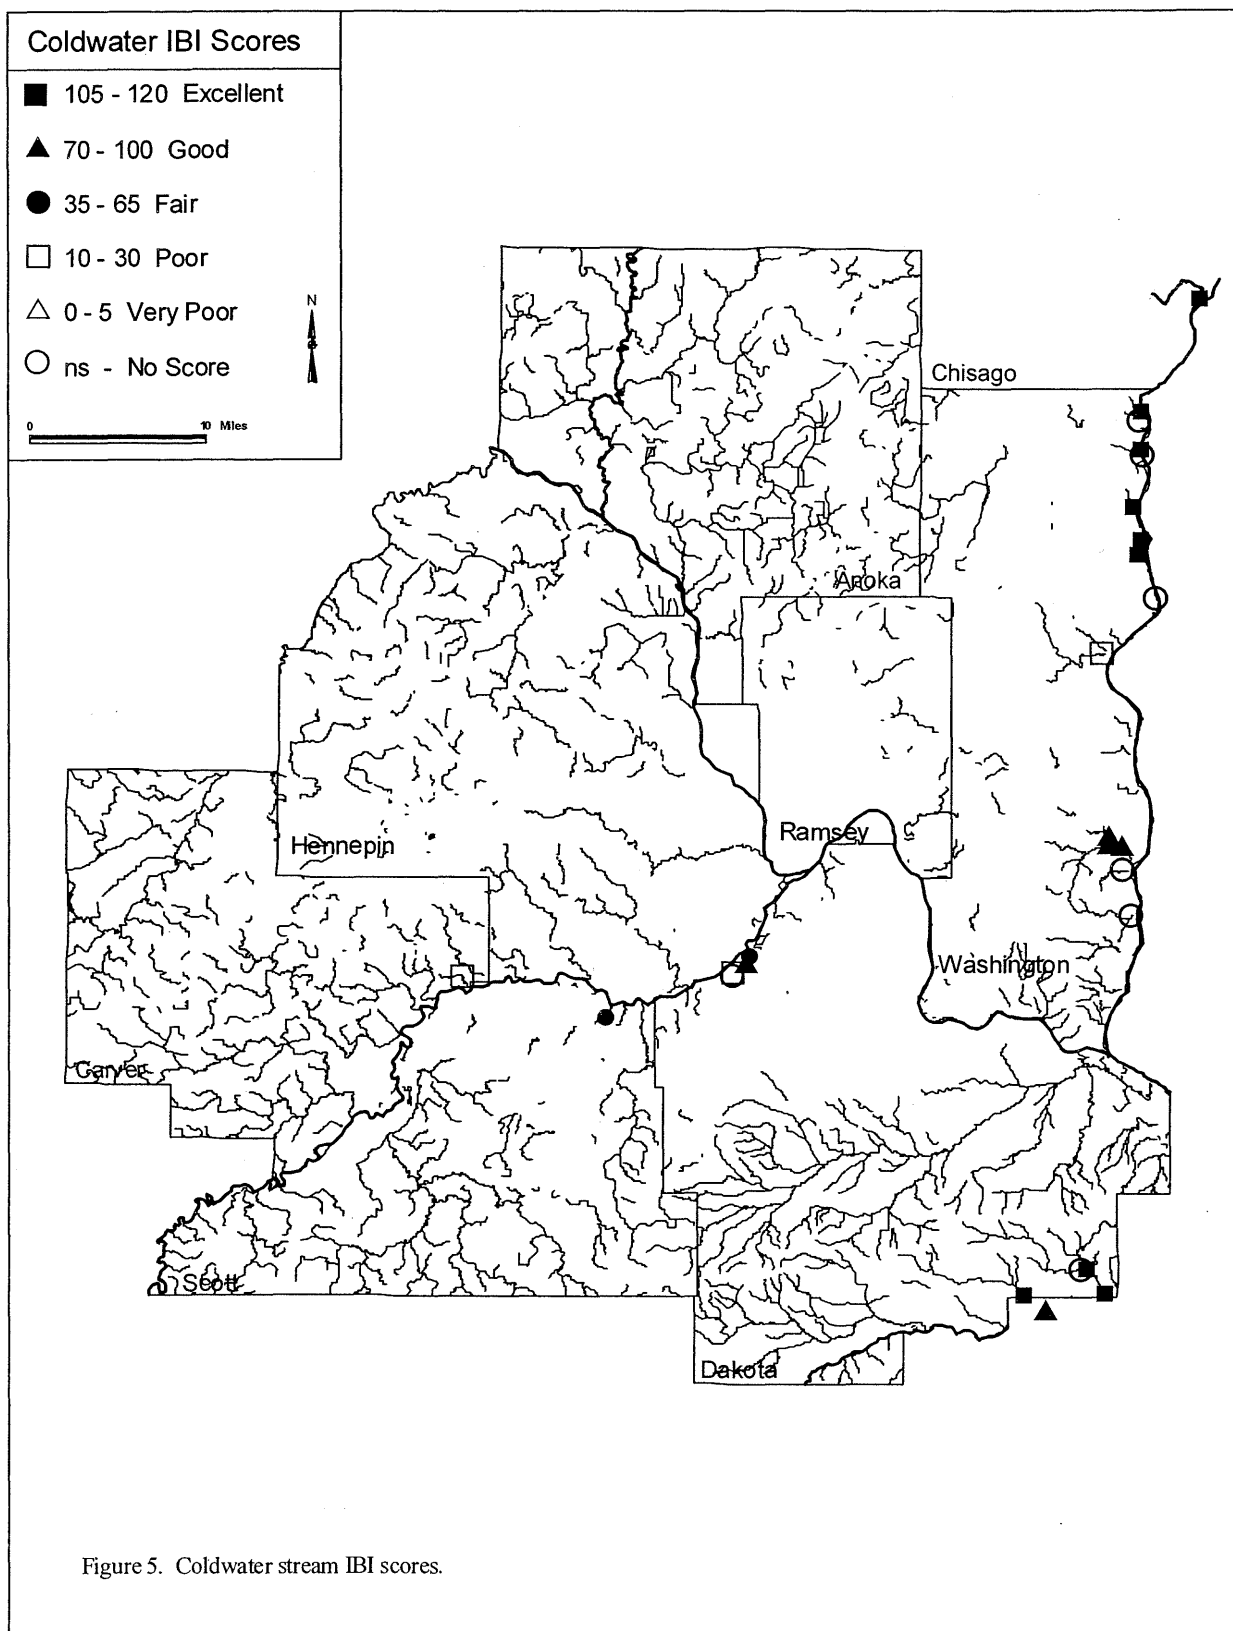 Coldwater IBI Scores
105 - 120 Excellent
70 - 100 Good
35 - 65 Fair
10 - 30 Poor
0 - 5 Very Poor
ns - No Score
N
0 10 Miles
Chisago
Anoka
Hennepin
Ramsey
Washington
Carver
Scott
Dakota
Figure 5. Coldwater stream IBI scores.